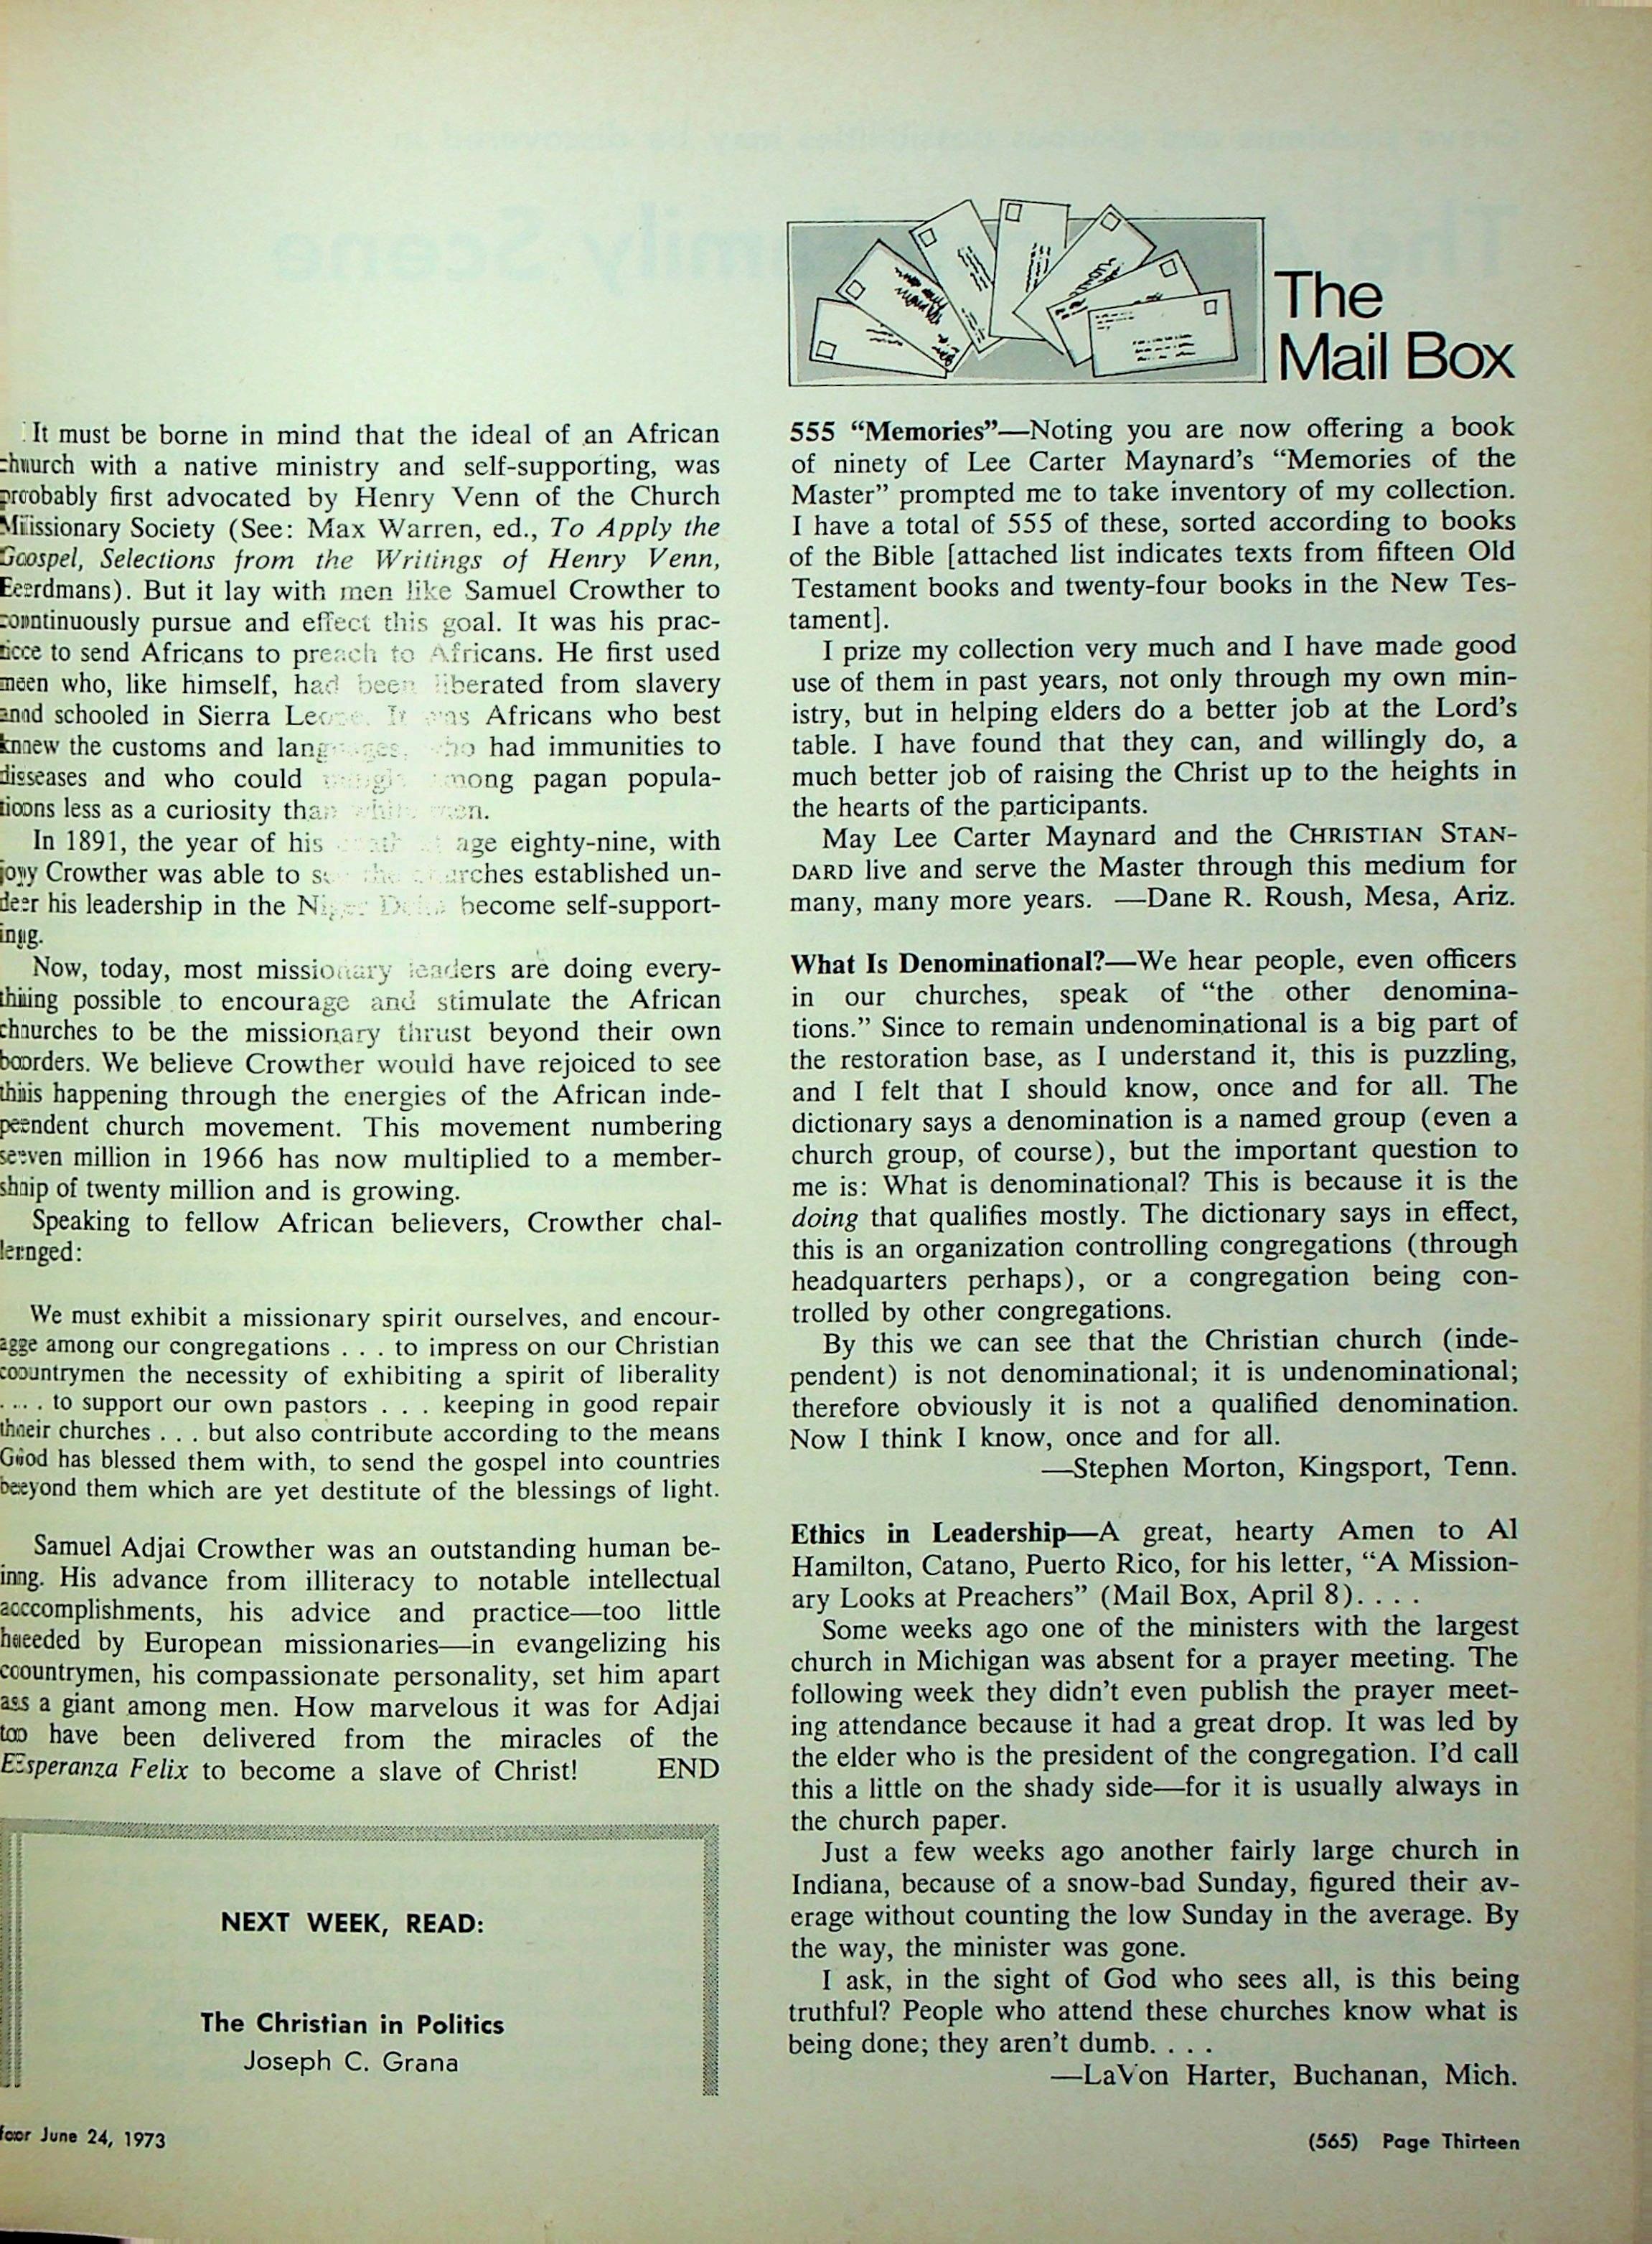 It must be borne in mind that the ideal of an African
church with a native ministry and self-supporting, was
probably first advocated by Henry Venn of the Church
Missionary Society (See: Max Warren, ed., To Apply the
Gospel, Selections from the Writings of Henry Venn,
Eerdmans). But it lay with men like Samuel Crowther to
continuously pursue and effect this goal. It was his prac-
tice to send Africans to preach to Africans. He first used
men who, like himself, had been liberated from slavery
and schooled in Sierra Leone. It was Africans who best
knew the customs and languages, who had immunities to
diseases and who could mingle among pagan popula-
tions less as a curiosity than white men.
In 1891, the year of his death at age eighty-nine, with
joy Crowther was able to see the churches established un-
der his leadership in the Niger Delta become self-support-
ing.
Now, today, most missionary leaders are doing every-
thing possible to encourage and stimulate the African
churches to be the missionary thrust beyond their own
borders. We believe Crowther would have rejoiced to see
this happening through the energies of the African inde-
pendent church movement. This movement numbering
seven million in 1966 has now multiplied to a member-
ship of twenty million and is growing.
Speaking to fellow African believers, Crowther chal-
lenged:
We must exhibit a missionary spirit ourselves, and encour-
age among our congregations . . . to impress on our Christian
countrymen the necessity of exhibiting a spirit of liberality
. . . to support our own pastors . . . keeping in good repair
their churches . . . but also contribute according to the means
God has blessed them with, to send the gospel into countries
beyond them which are yet destitute of the blessings of light.
Samuel Adjai Crowther was an outstanding human be-
ing. His advance from illiteracy to notable intellectual
accomplishments, his advice and practice—too little
heeded by European missionaries—in evangelizing his
countrymen, his compassionate personality, set him apart
as a giant among men. How marvelous it was for Adjai
to have been delivered from the miracles of the
Esperanza Felix to become a slave of Christ! END
NEXT WEEK, READ:
The Christian in Politics
Joseph C. Grana
The
Mail Box
555 “Memories”—Noting you are now offering a book
of ninety of Lee Carter Maynard’s “Memories of the
Master” prompted me to take inventory of my collection.
I have a total of 555 of these, sorted according to books
of the Bible [attached list indicates texts from fifteen Old
Testament books and twenty-four books in the New Tes-
tament].
I prize my collection very much and I have made good
use of them in past years, not only through my own min-
istry, but in helping elders do a better job at the Lord’s
table. I have found that they can, and willingly do, a
much better job of raising the Christ up to the heights in
the hearts of the participants.
May Lee Carter Maynard and the CHRISTIAN STAN-
DARD live and serve the Master through this medium for
many, many more years. —Dane R. Roush, Mesa, Ariz.
What Is Denominational?—We hear people, even officers
in our churches, speak of “the other denomina-
tions.” Since to remain undenominational is a big part of
the restoration base, as I understand it, this is puzzling,
and I felt that I should know, once and for all. The
dictionary says a denomination is a named group (even a
church group, of course), but the important question to
me is: What is denominational? This is because it is the
doing that qualifies mostly. The dictionary says in effect,
this is an organization controlling congregations (through
headquarters perhaps), or a congregation being con-
trolled by other congregations.
By this we can see that the Christian church (inde-
pendent) is not denominational; it is undenominational;
therefore obviously it is not a qualified denomination.
Now I think I know, once and for all.
—Stephen Morton, Kingsport, Tenn.
Ethics in Leadership—A great, hearty Amen to Al
Hamilton, Catano, Puerto Rico, for his letter, “A Mission-
ary Looks at Preachers” (Mail Box, April 8). . . .
Some weeks ago one of the ministers with the largest
church in Michigan was absent for a prayer meeting. The
following week they didn’t even publish the prayer meet-
ing attendance because it had a great drop. It was led by
the elder who is the president of the congregation. I’d call
this a little on the shady side—for it is usually always in
the church paper.
Just a few weeks ago another fairly large church in
Indiana, because of a snow-bad Sunday, figured their av-
erage without counting the low Sunday in the average. By
the way, the minister was gone.
I ask, in the sight of God who sees all, is this being
truthful? People who attend these churches know what is
being done; they aren’t dumb. . . .
—LaVon Harter, Buchanan, Mich.
for June 24, 1973
(565) Page Thirteen